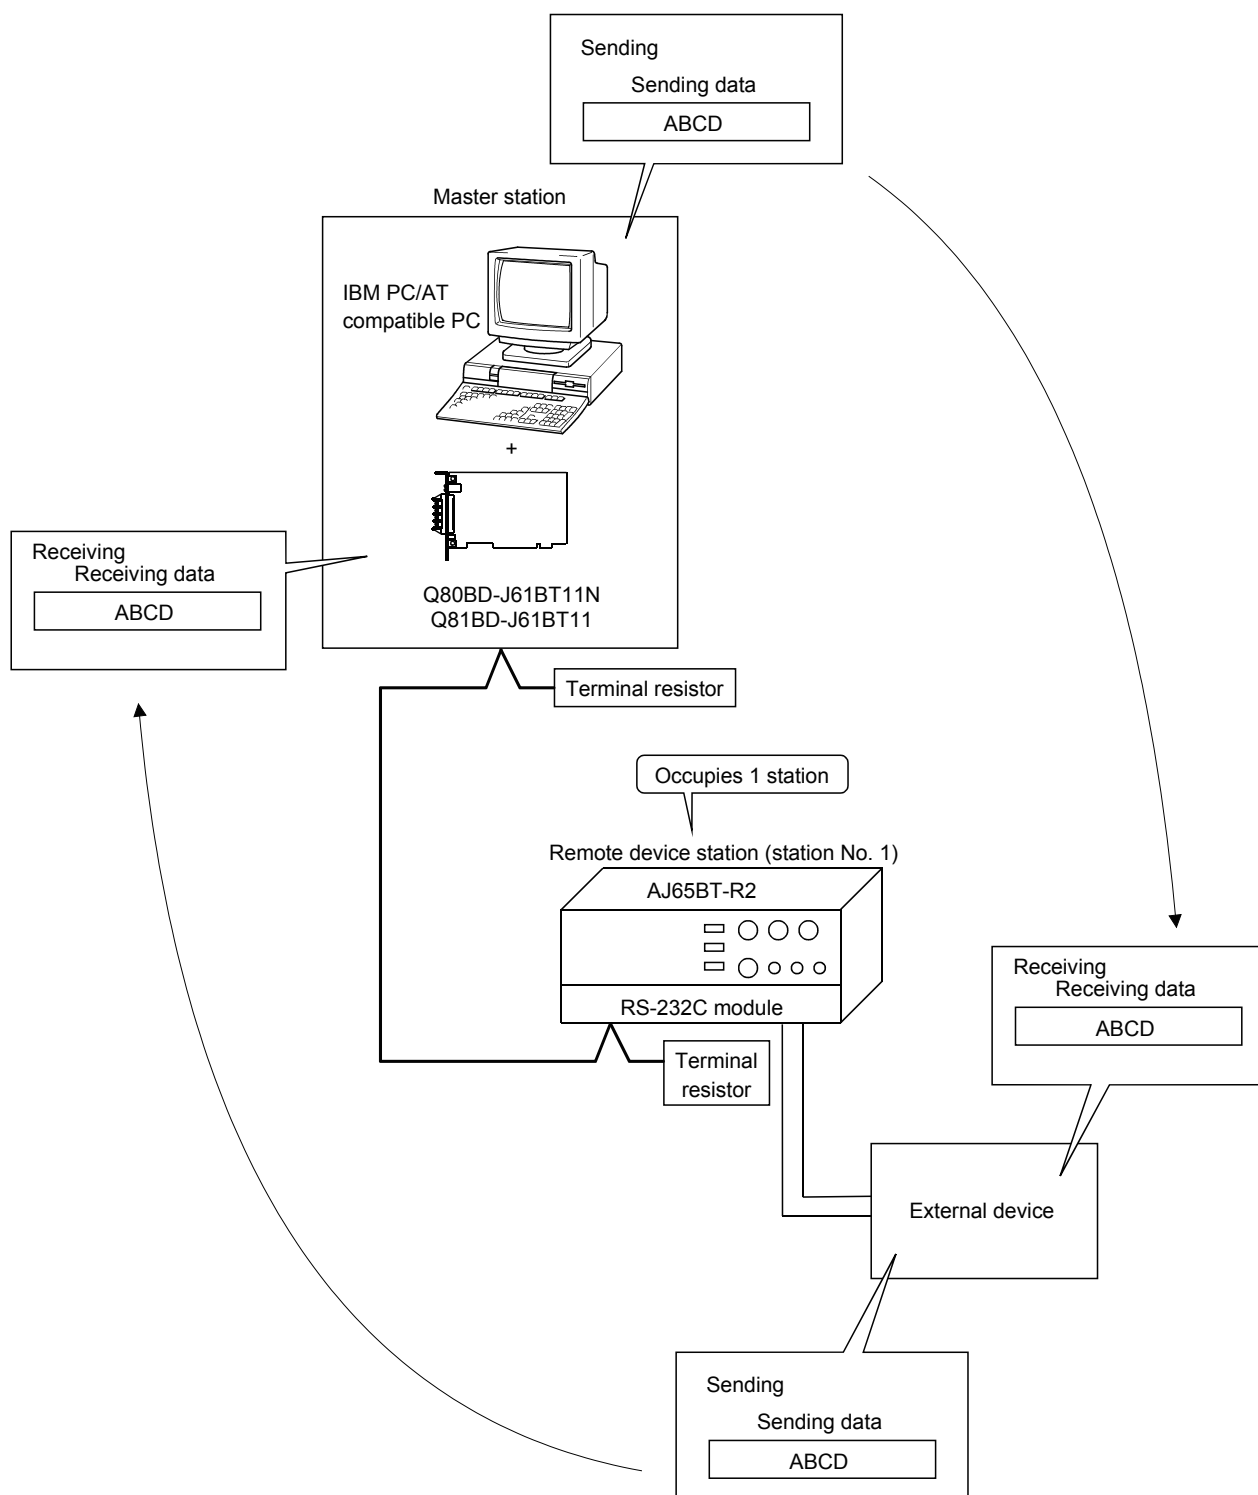 Sending
Sending data
ABCD
Master station
IBM PC/AT
compatible PC
+
Q80BD-J61BT11N
Q81BD-J61BT11
Receiving
Receiving data
ABCD
Terminal resistor
Occupies 1 station
Remote device station (station No. 1)
AJ65BT-R2
RS-232C module
Terminal
resistor
Receiving
Receiving data
ABCD
External device
Sending
Sending data
ABCD